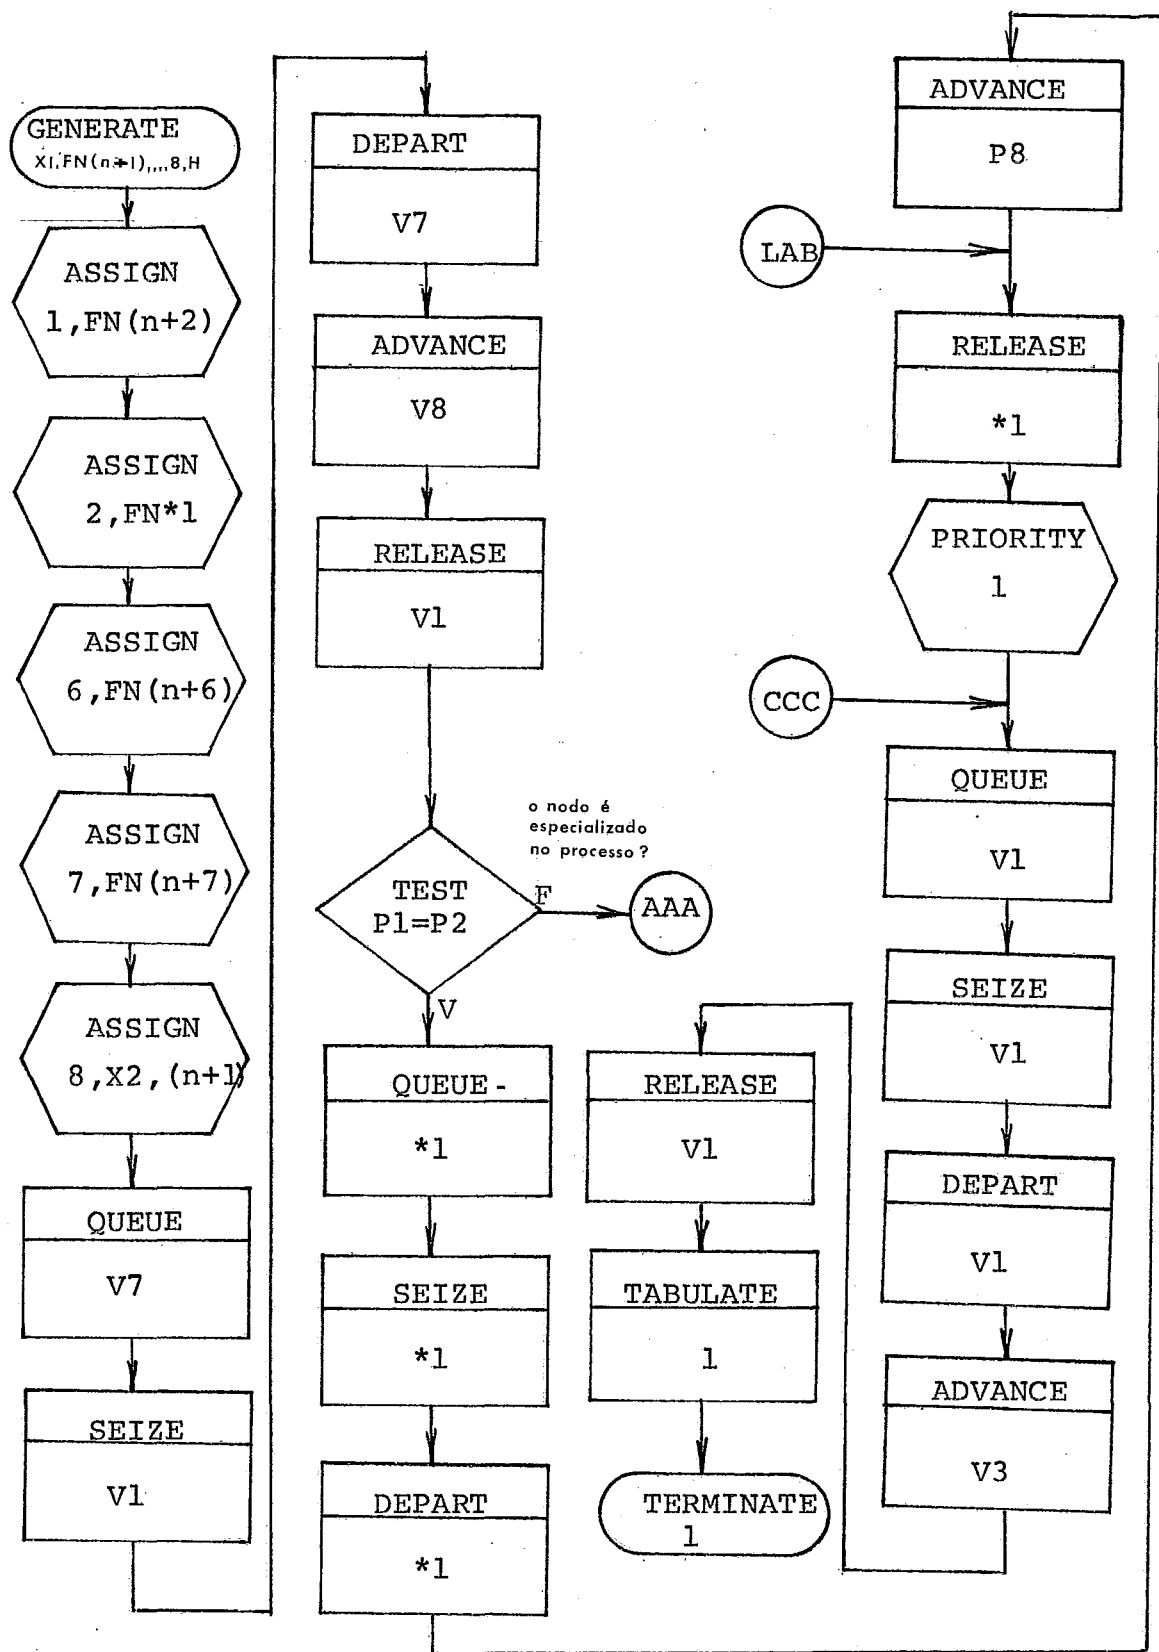 GENERATE
X1,FN(n+1),,,,8,H
ASSIGN
1,FN(n+2)
ASSIGN
2,FN*1
ASSIGN
6,FN(n+6)
ASSIGN
7,FN(n+7)
ASSIGN
8,X2,(n+1)
QUEUE
V7
SEIZE
V1
DEPART
V7
ADVANCE
V8
RELEASE
V1
TEST
P1=P2
o nodo é
especializado
no processo ?
F
AAA
V
QUEUE-
*1
SEIZE
*1
DEPART
*1
ADVANCE
P8
LAB
RELEASE
*1
PRIORITY
1
CCC
QUEUE
V1
SEIZE
V1
DEPART
V1
ADVANCE
V3
RELEASE
V1
TABULATE
1
TERMINATE
1